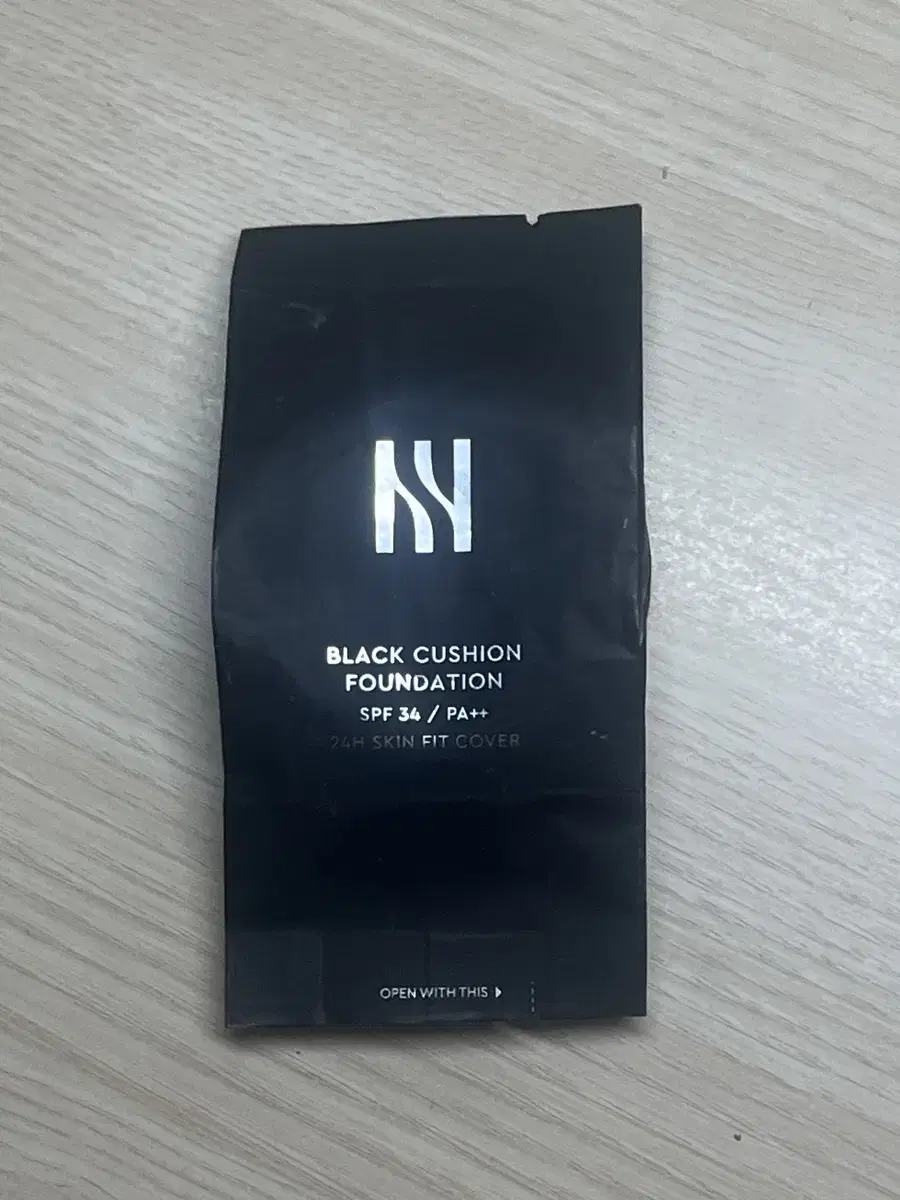 BLACK CUSHION
FOUNDATION
SPF 34 / PA++
24H SKIN FIT COVER
OPEN WITH THIS